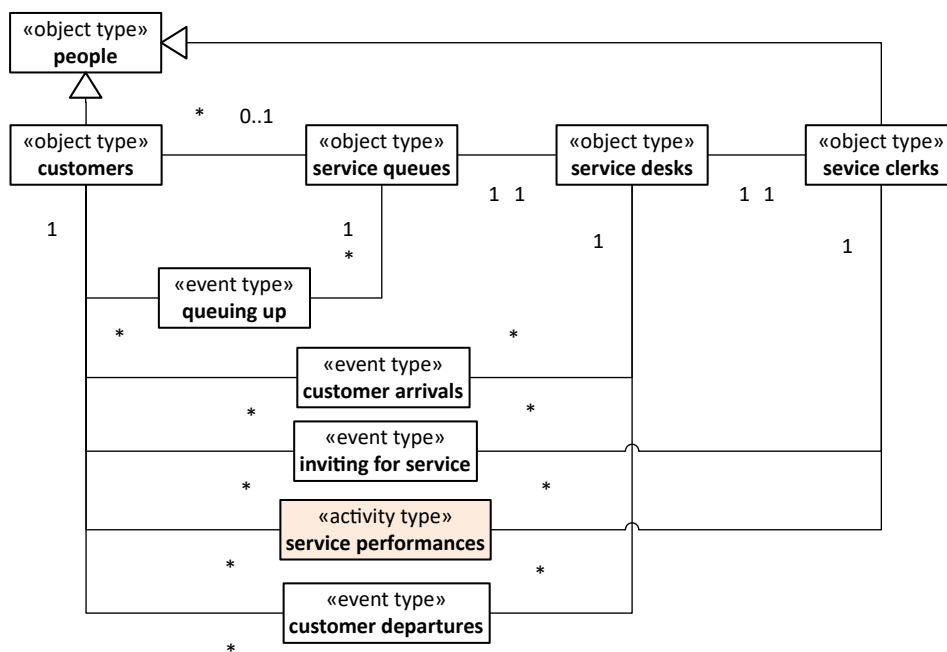 «object type»
people
* 0..1
«object type»
customers
«object type»
service queues
«object type»
service desks
«object type»
sevice clerks
1 1
1 1
1
1
1
1
*
«event type»
queuing up
*
*
«event type»
customer arrivals
*
*
«event type»
inviting for service
*
*
«activity type»
service performances
*
*
«event type»
customer departures
*